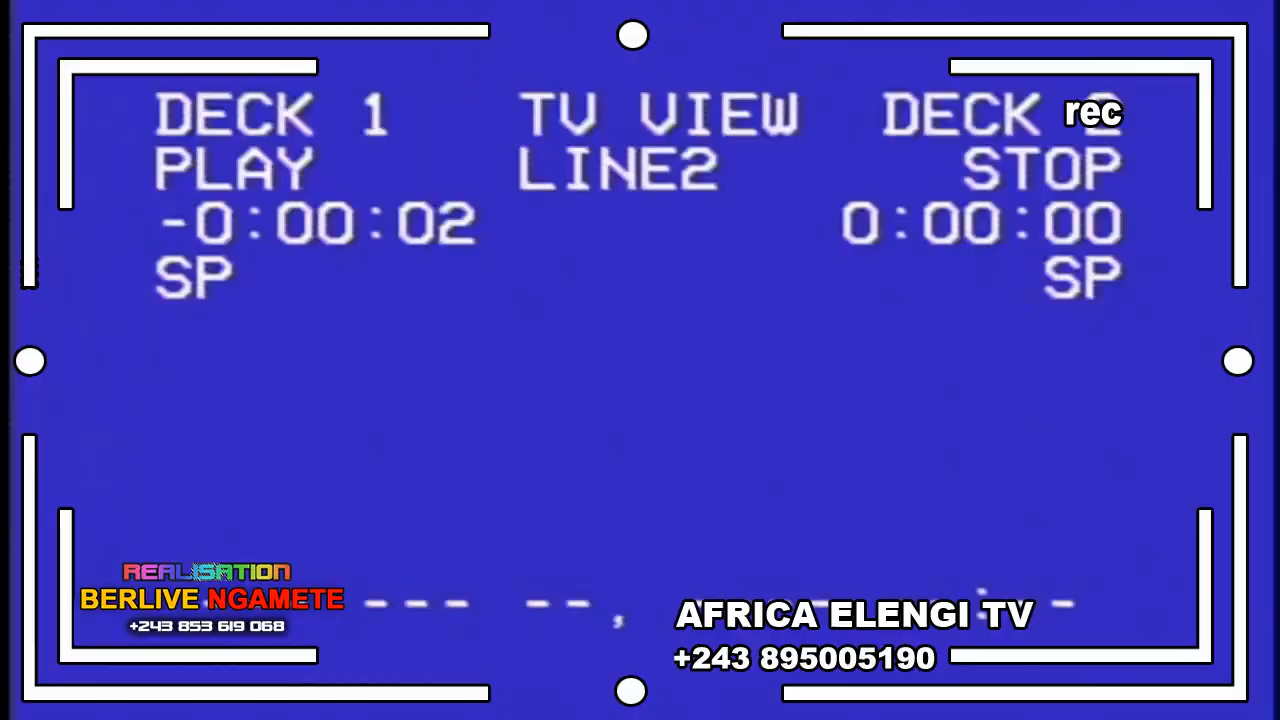 DECK 1 TV VIEW DECK 2
rec
PLAY LINE2 STOP
-0:00:02 0:00:00
SP SP
REALISATION
BERLIVE NGAMETE
+243 853 619 068
--- --, -
AFRICA ELENGI TV
+243 895005190